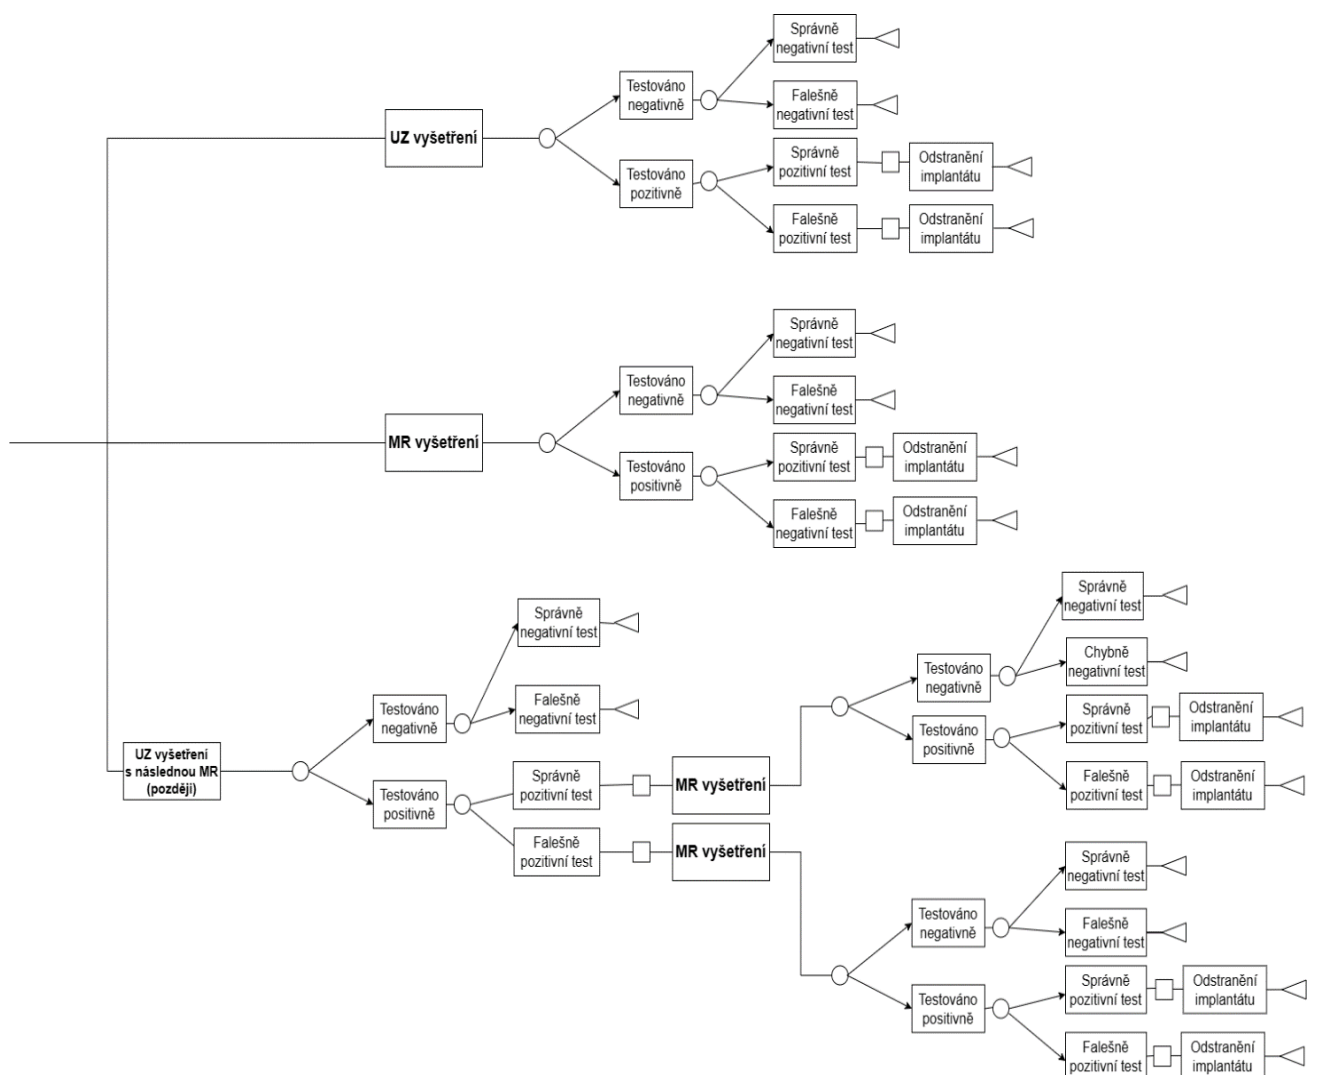 Správně
negativní test
Testováno
negativně
Falešně
negativní test
UZ vyšetření
Správně
pozitivní test
Odstranění
implantátu
Testováno
pozitivně
Falešně
pozitivní test
Odstranění
implantátu
Správně
negativní test
Testováno
negativně
Falešně
negativní test
MR vyšetření
Správně
pozitivní test
Odstranění
implantátu
Testováno
positivně
Falešně
negativní test
Odstranění
implantátu
Správně
negativní test
Falešně
negativní test
Testováno
negativně
UZ vyšetření
s následnou MR
(později)
Testováno
positivně
Správně
pozitivní test
MR vyšetření
Falešně
pozitivní test
MR vyšetření
Správně
negativní test
Testováno
negativně
Chybně
negativní test
Testováno
positivně
Správně
pozitivní test
Odstranění
implantátu
Falešně
pozitivní test
Odstranění
implantátu
Správně
negativní test
Testováno
negativně
Falešně
negativní test
Správně
pozitivní test
Odstranění
implantátu
Testováno
positivně
Falešně
pozitivní test
Odstranění
implantátu